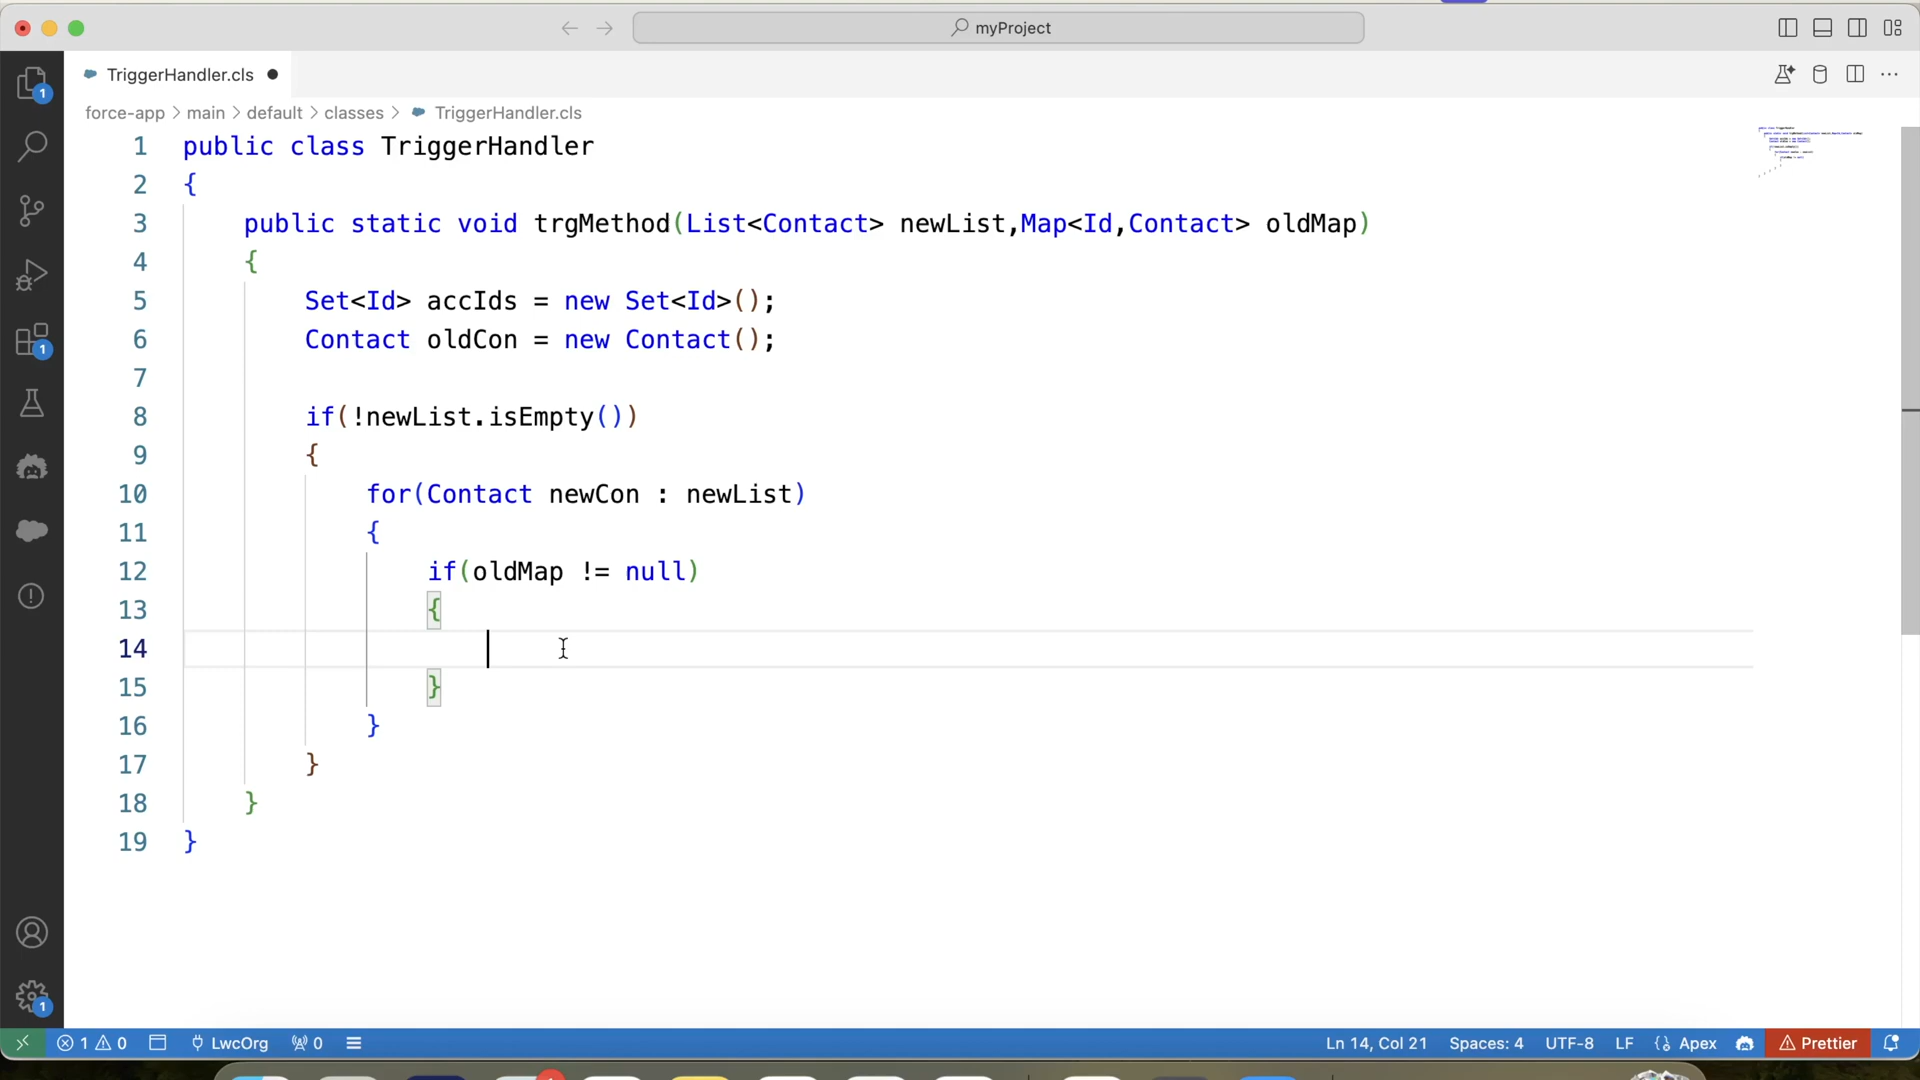 myProject
TriggerHandler.cls
force-app > main > default > classes > TriggerHandler.cls
1 public class TriggerHandler
2 {
3 public static void trgMethod(List<Contact> newList,Map<Id,Contact> oldMap)
4 {
5 Set<Id> accIds = new Set<Id>();
6 Contact oldCon = new Contact();
7
8 if(!newList.isEmpty())
9 {
10 for(Contact newCon : newList)
11 {
12 if(oldMap != null)
13 {
14
15 }
16 }
17 }
18 }
19 }
1
1
1
1 0 LwcOrg 0 Ln 14, Col 21 Spaces: 4 UTF-8 LF Apex Prettier